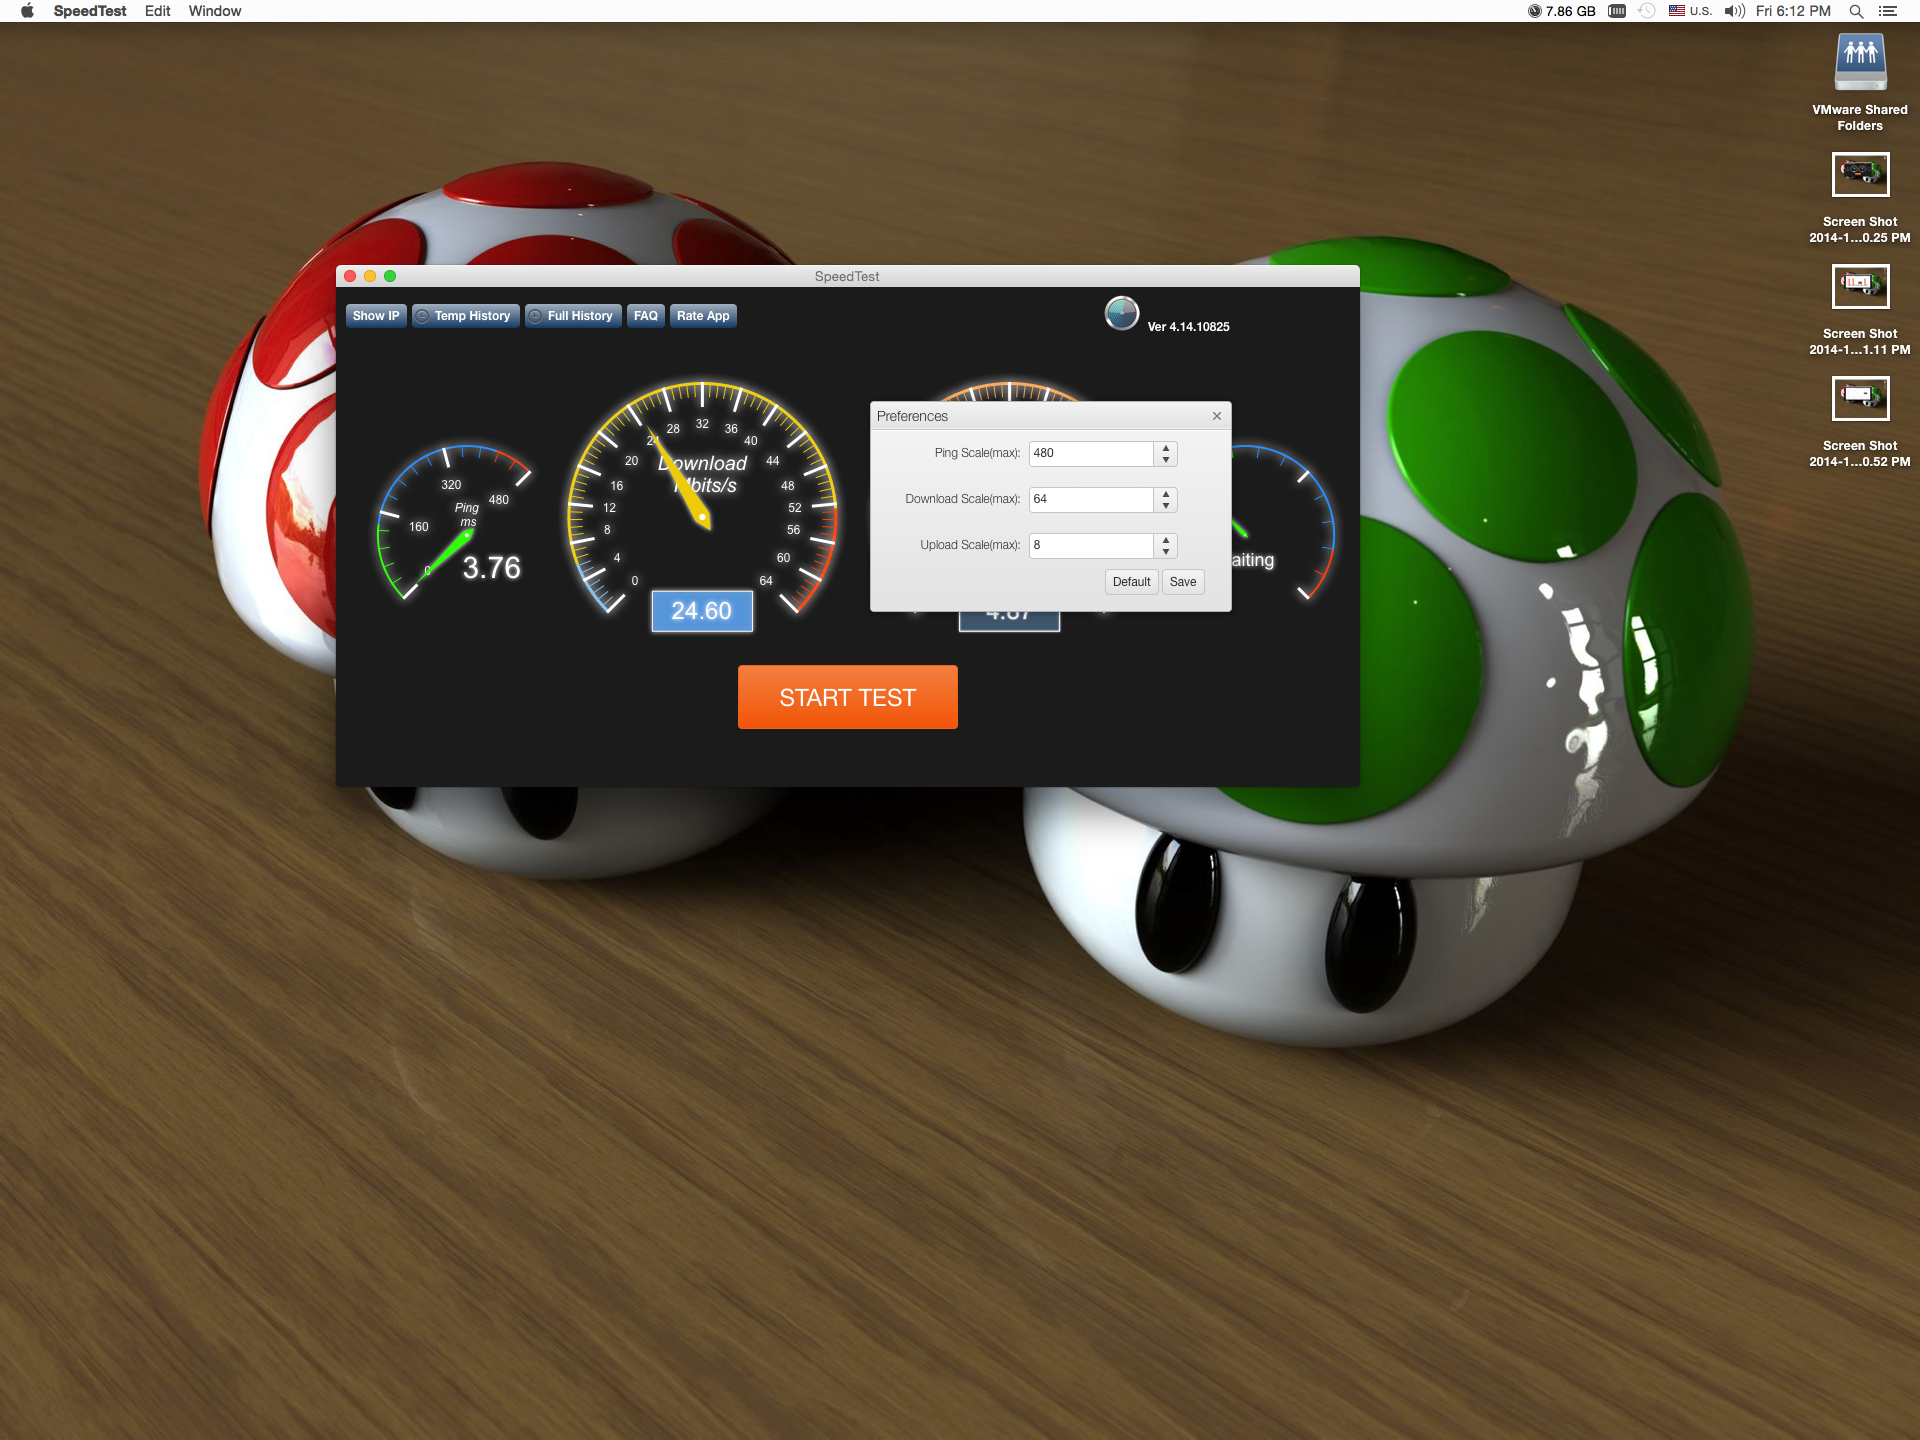 SpeedTest Edit Window
7.86 GB U.S. Fri 6:12 PM
VMware Shared
Folders
Screen Shot
2014-1...0.25 PM
Screen Shot
2014-1...1.11 PM
Screen Shot
2014-1...0.52 PM
SpeedTest
Show IP Temp History Full History FAQ Rate App
Ver 4.14.10825
0 160 320 480
Ping
ms
3.76
0 4 8 12 16 20 24 28 32 36 40 44 48 52 56 60 64
Download
Mbits/s
24.60
Preferences
Ping Scale(max): 480
Download Scale(max): 64
Upload Scale(max): 8
Default Save
4.87
aiting
START TEST